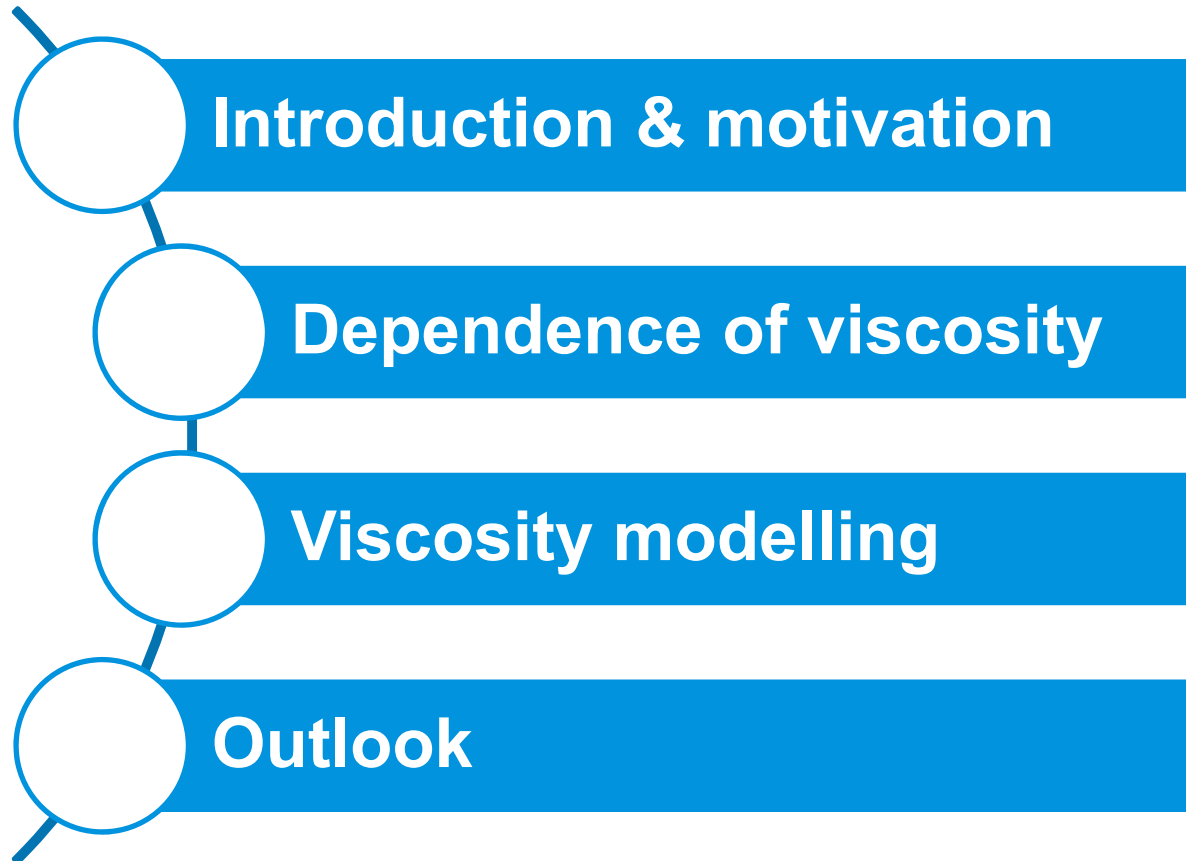 Introduction & motivation
Dependence of viscosity
Viscosity modelling
Outlook